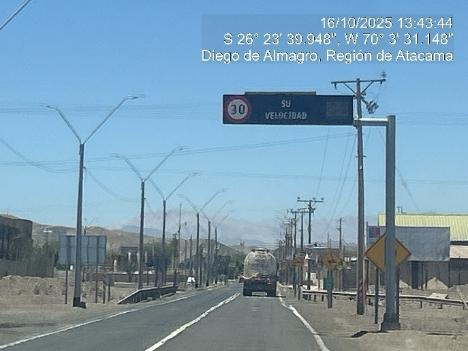 16/10/2025 13:43:44
S 26° 23' 39.948", W 70° 3' 31.148"
Diego de Almagro, Región de Atacama
30
SU
VELOCIDAD